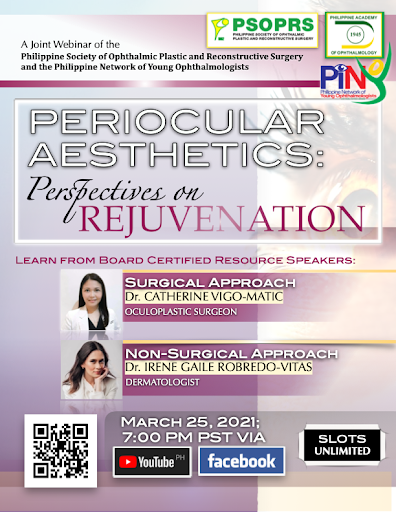 A Joint Webinar of the
Philippine Society of Ophthalmic Plastic and Reconstructive Surgery
and the Philippine Network of Young Ophthalmologists
PSOPRS
PHILIPPINE SOCIETY OF OPHTHALMIC
PLASTIC AND RECONSTRUCTIVE SURGERY
PHILIPPINE ACADEMY
1945
OF OPHTHALMOLOGY
PiNYO
Philippine Network of
Young Ophthalmologists
PERIOCULAR
AESTHETICS:
Perspectives on
REJUVENATION
LEARN FROM BOARD CERTIFIED RESOURCE SPEAKERS:
SURGICAL APPROACH
Dr. CATHERINE VIGO-MATIC
OCULOPLASTIC SURGEON
NON-SURGICAL APPROACH
Dr. IRENE GAILE ROBREDO-VITAS
DERMATOLOGIST
MARCH 25, 2021;
7:00 PM PST VIA
YouTube PH
facebook
SLOTS
UNLIMITED